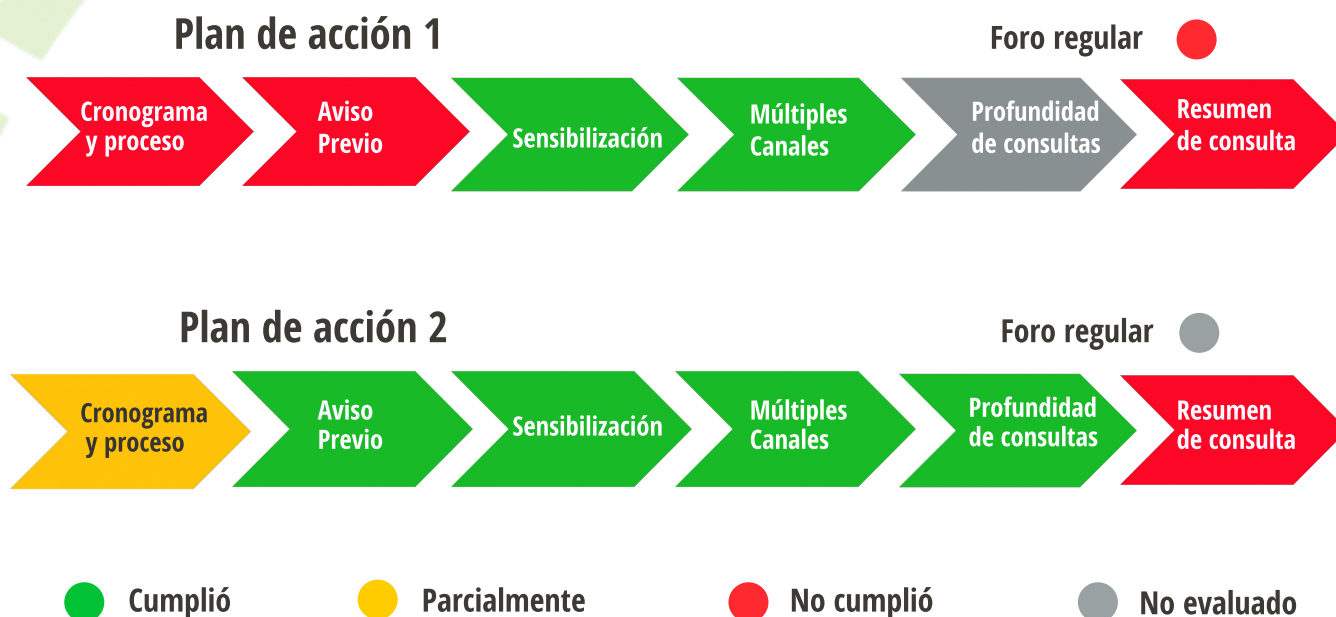 Plan de acción 1
Foro regular
Cronograma
y proceso
Aviso
Previo
Sensibilización
Múltiples
Canales
Profundidad
de consultas
Resumen
de consulta
Plan de acción 2
Foro regular
Cronograma
y proceso
Aviso
Previo
Sensibilización
Múltiples
Canales
Profundidad
de consultas
Resumen
de consulta
Cumplió
Parcialmente
No cumplió
No evaluado